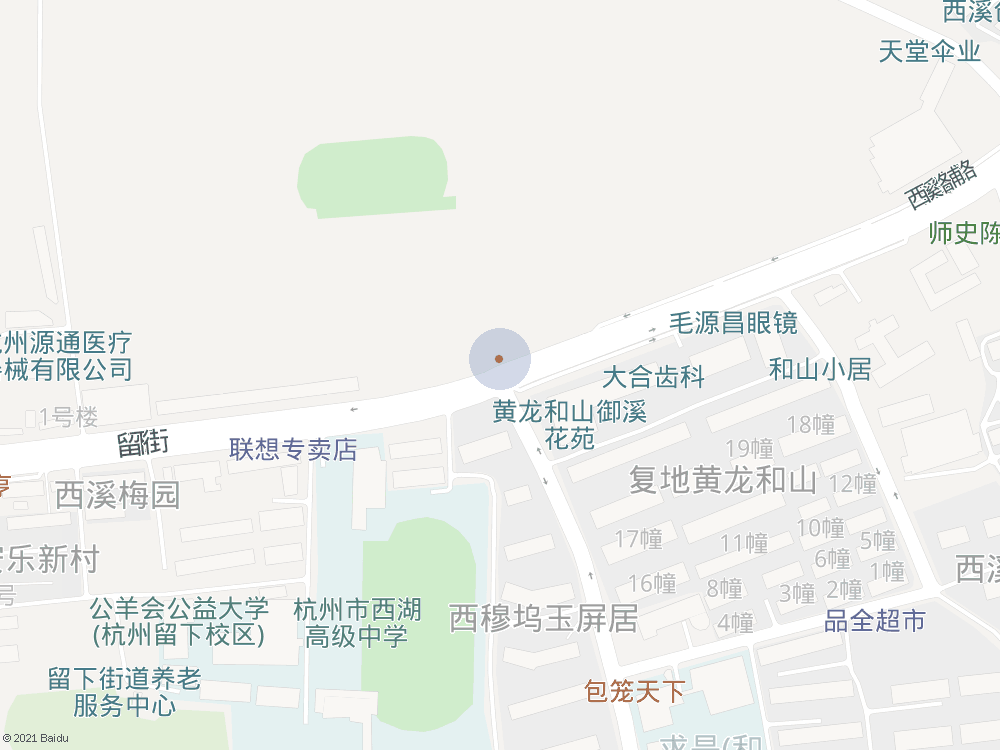 西溪
天堂伞业
西溪路辅路
师史陈
州源通医疗
械有限公司
毛源昌眼镜
和山小居
大合齿科
1号楼
黄龙和山御溪
花苑
留街
联想专卖店
18幢
19幢
复地黄龙和山
12幢
西溪梅园
10幢
17幢
11幢
5幢
乐新村
6幢
1幢
西溪
16幢
8幢
3幢
2幢
号
公羊会公益大学
(杭州留下校区)
杭州市西湖
高级中学
西穆坞玉屏居
4幢
品全超市
留下街道养老
服务中心
包笼天下
© 2021 Baidu